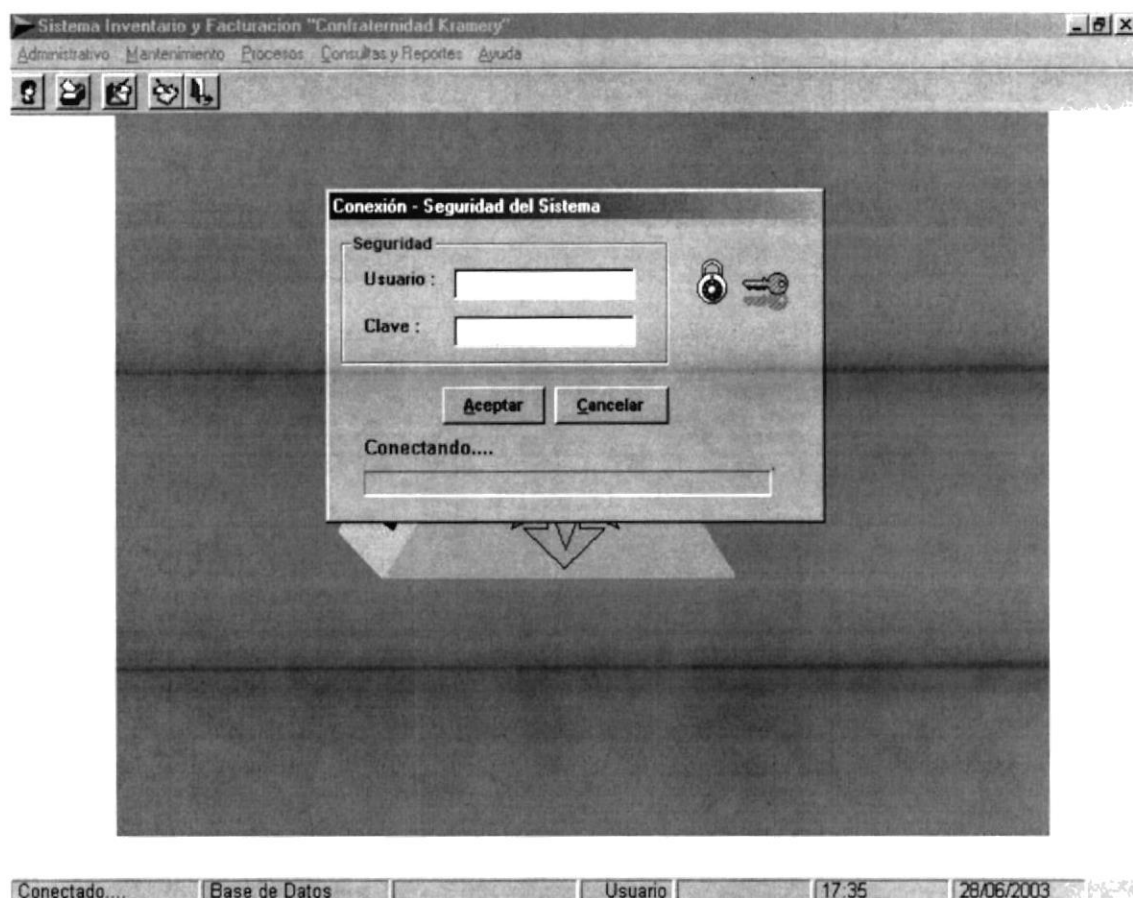 Sistema Inventario y Facturacion "Confraternidad Kramery"
Administrativo Mantenimiento Procesos Consultas y Reportes Ayuda
Conexión - Seguridad del Sistema
Seguridad
Usuario :
Clave :
Aceptar Cancelar
Conectando....
Conectado.... Base de Datos Usuario 17:35 28/06/2003